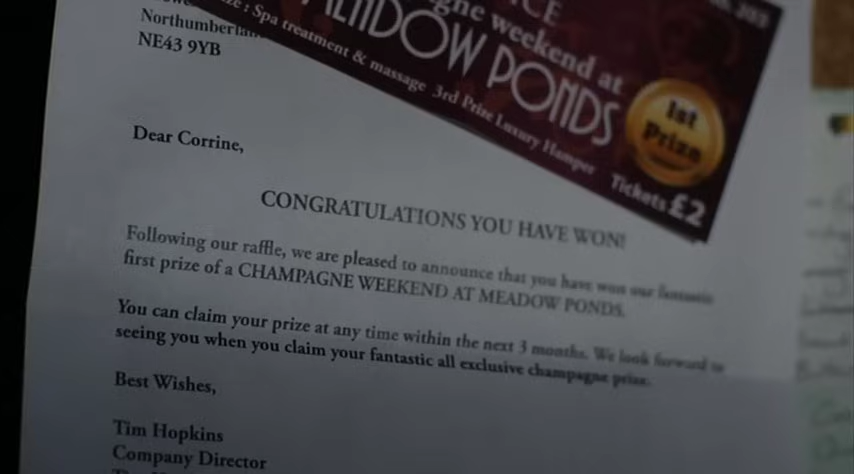 Northumberlan
NE43 9YB
ze : Spa treatment & massage 3rd Prize Luxury Hamper
gne weekend at
PONDS
1st
Prize
Tickets £2
Dear Corrine,
CONGRATULATIONS YOU HAVE WON!
Following our raffle, we are pleased to announce that you have won our fantastic
first prize of a CHAMPAGNE WEEKEND AT MEADOW PONDS.
You can claim your prize at any time within the next 3 months. We look forward to
seeing you when you claim your fantastic all exclusive champagne prize.
Best Wishes,
Tim Hopkins
Company Director